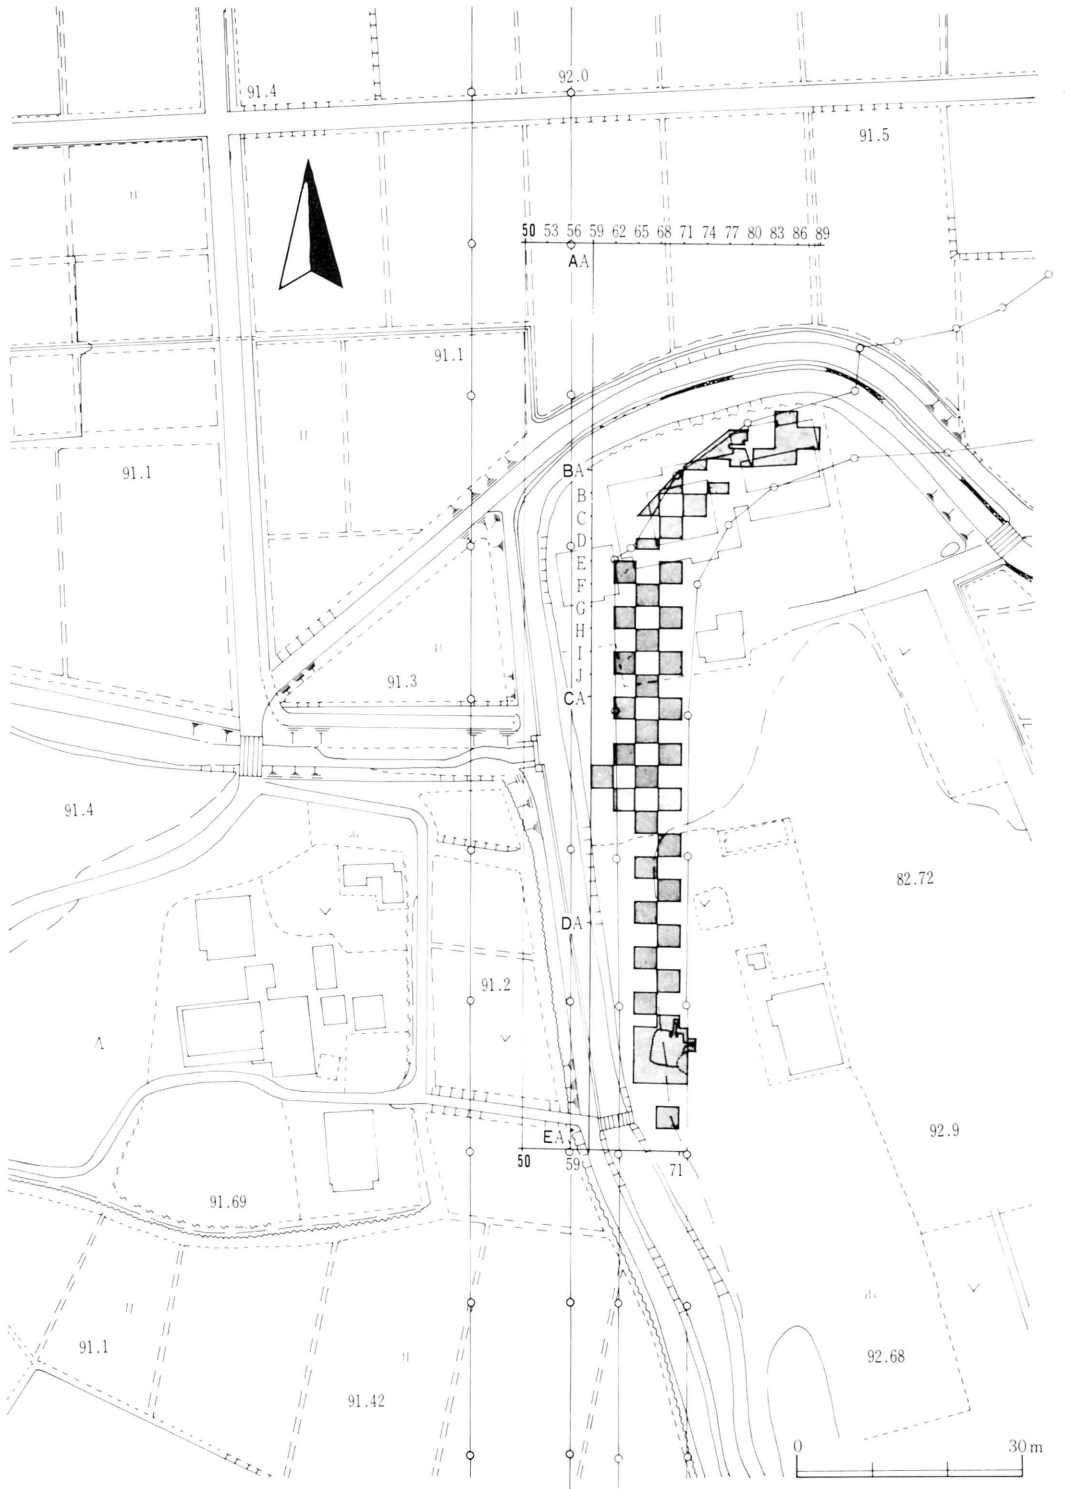 92.0
91.4
91.5
50 53 56 59 62 65 68 71 74 77 80 83 86 89
AA
91.1
91.1
BA
B
C
D
E
F
G
H
I
J
91.3
CA
91.4
82.72
DA
91.2
92.9
EA
50 59 71
91.69
91.1
92.68
91.42
0 30m